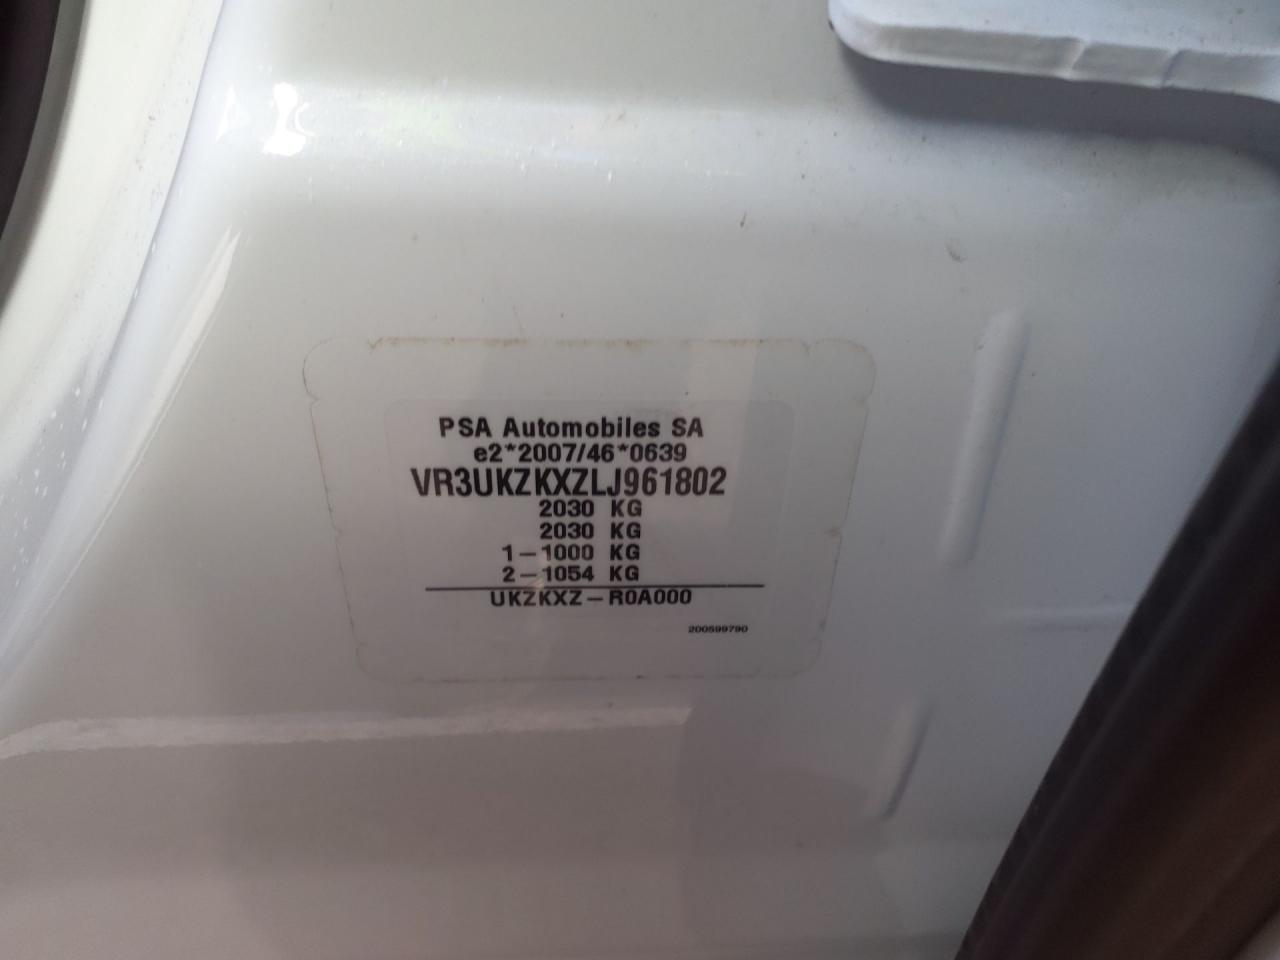 PSA Automobiles SA
e2*2007/46*0639
VR3UKZKXZLJ961802
2030 KG
2030 KG
1-1000 KG
2-1054 KG
UKZKXZ-R0A000
200599790